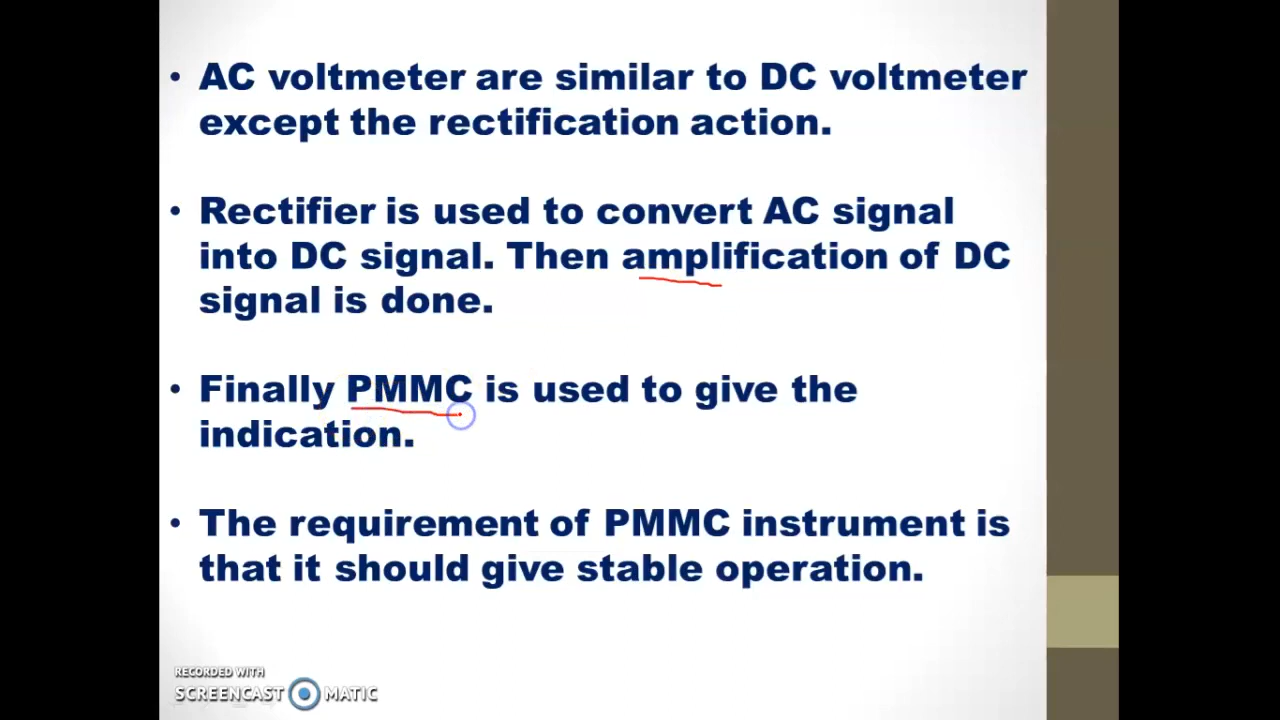 • AC voltmeter are similar to DC voltmeter
except the rectification action.
• Rectifier is used to convert AC signal
into DC signal. Then amplification of DC
signal is done.
• Finally PMMC is used to give the
indication.
• The requirement of PMMC instrument is
that it should give stable operation.
RECORDED WITH
SCREENCAST MATIC